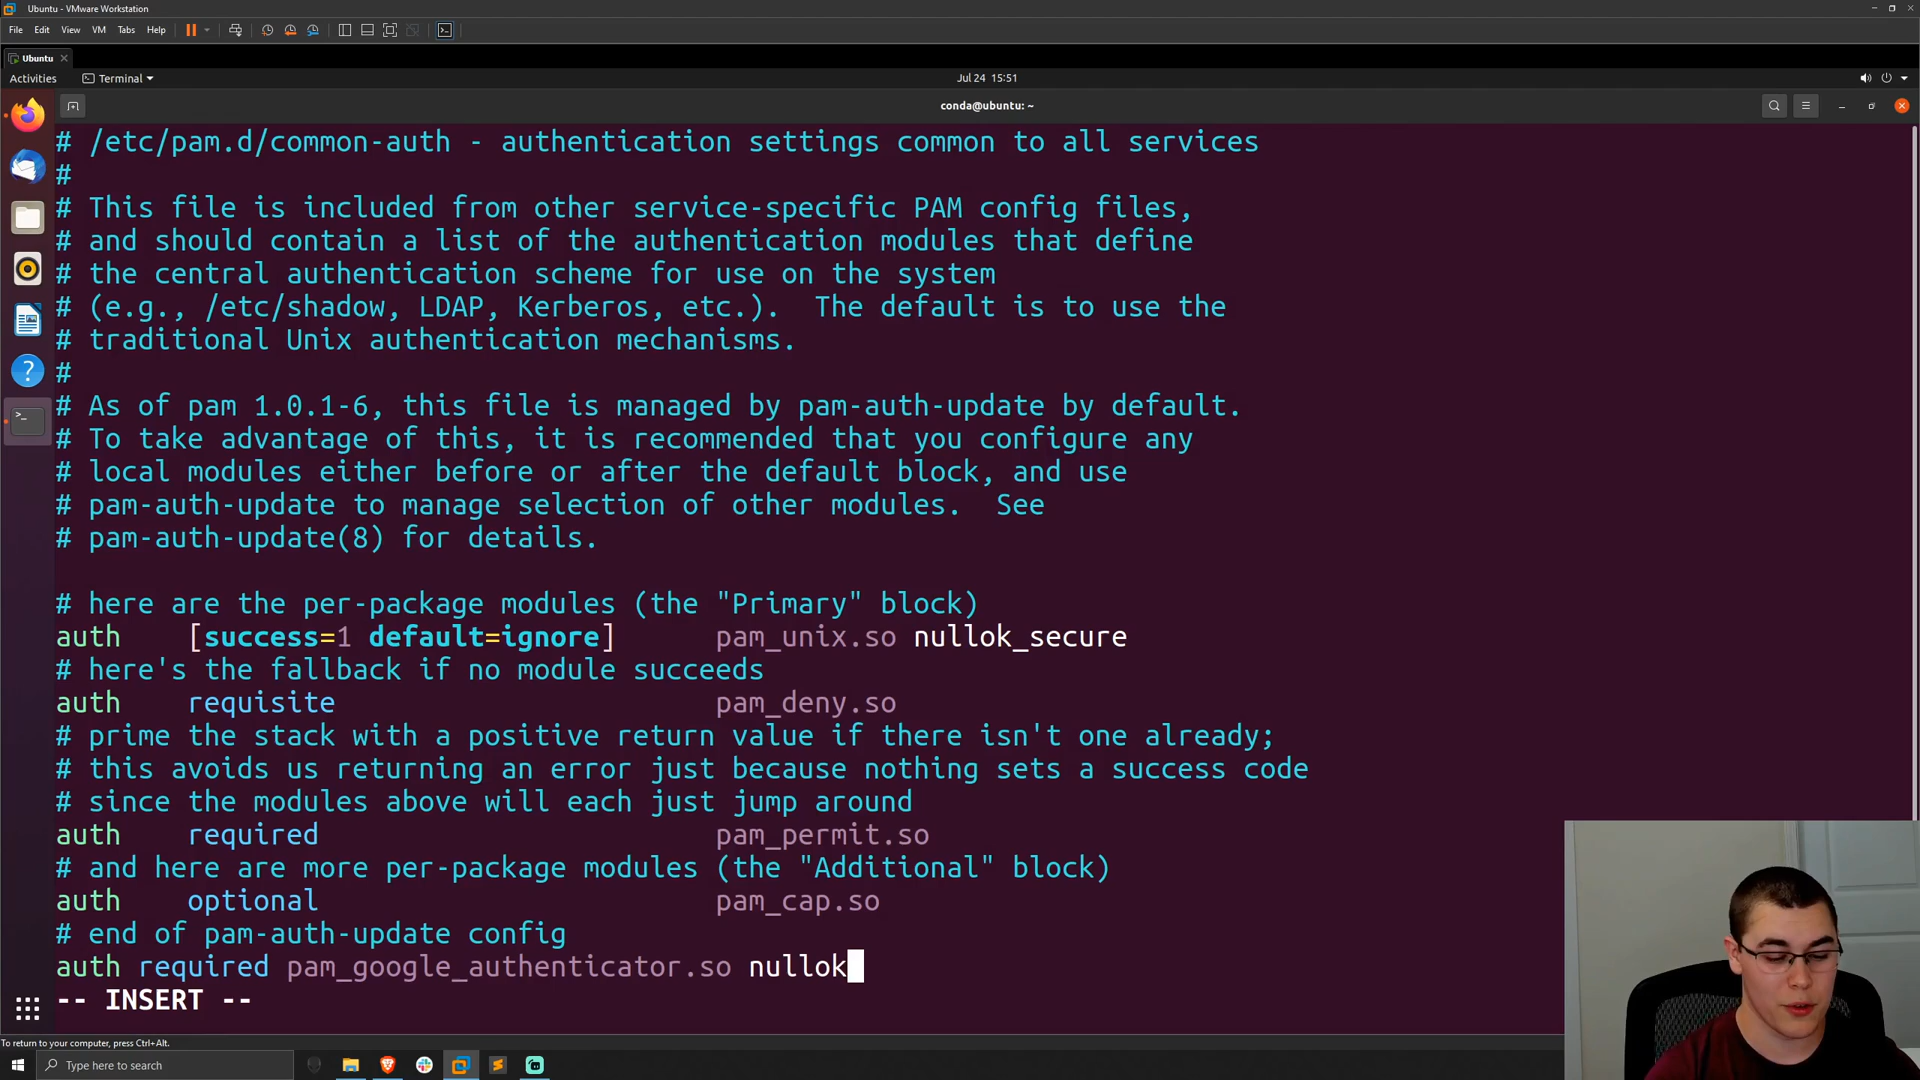 Ubuntu - VMware Workstation
File Edit View VM Tabs Help
Ubuntu
Activities Terminal Jul 24 15:51
conda@ubuntu: ~
# /etc/pam.d/common-auth - authentication settings common to all services
#
# This file is included from other service-specific PAM config files,
# and should contain a list of the authentication modules that define
# the central authentication scheme for use on the system
# (e.g., /etc/shadow, LDAP, Kerberos, etc.).  The default is to use the
# traditional Unix authentication mechanisms.
#
# As of pam 1.0.1-6, this file is managed by pam-auth-update by default.
# To take advantage of this, it is recommended that you configure any
# local modules either before or after the default block, and use
# pam-auth-update to manage selection of other modules.  See
# pam-auth-update(8) for details.
# here are the per-package modules (the "Primary" block)
auth    [success=1 default=ignore]      pam_unix.so nullok_secure
# here's the fallback if no module succeeds
auth    requisite                       pam_deny.so
# prime the stack with a positive return value if there isn't one already;
# this avoids us returning an error just because nothing sets a success code
# since the modules above will each just jump around
auth    required                        pam_permit.so
# and here are more per-package modules (the "Additional" block)
auth    optional                        pam_cap.so
# end of pam-auth-update config
auth required pam_google_authenticator.so nullok
-- INSERT --
To return to your computer, press Ctrl+Alt.
Type here to search